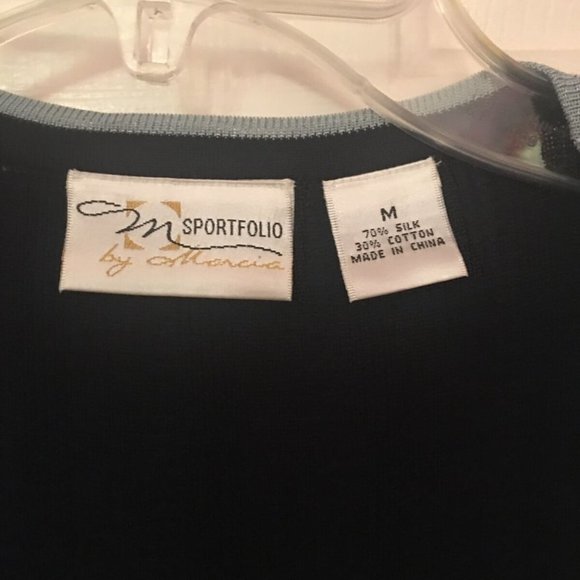 m SPORTFOLIO
by Marcia
M
70% SILK
30% COTTON
MADE IN CHINA